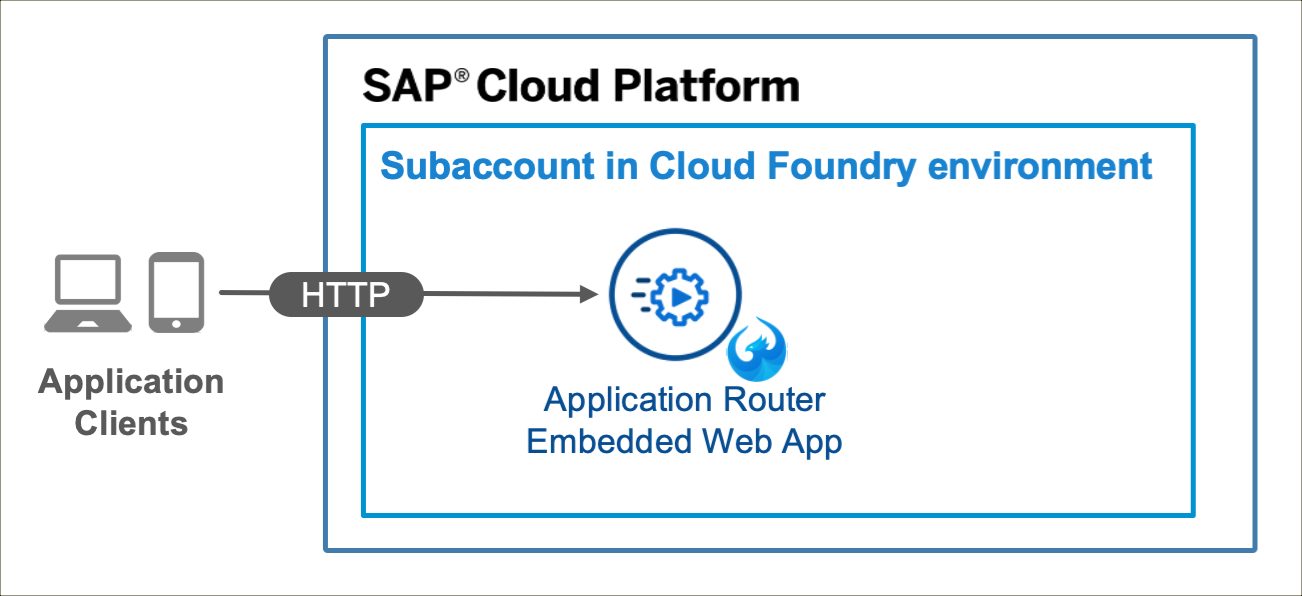 SAP® Cloud Platform
Subaccount in Cloud Foundry environment
HTTP
Application
Clients
Application Router
Embedded Web App